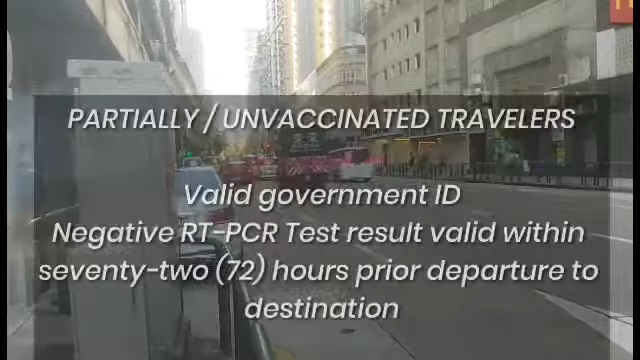 PARTIALLY / UNVACCINATED TRAVELERS
Valid government ID
Negative RT-PCR Test result valid within
seventy-two (72) hours prior departure to
destination